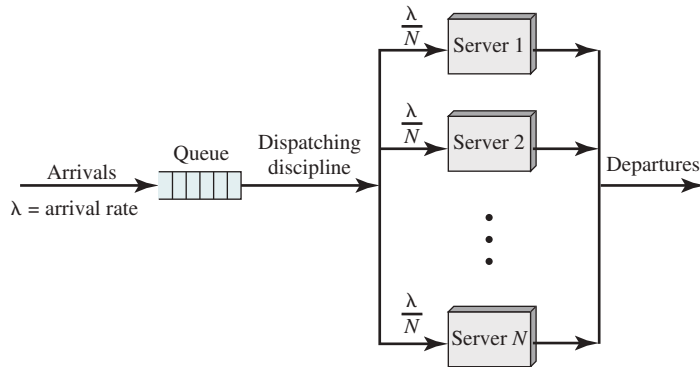 λ
N
Server 1
λ
N
Server 2
Dispatching
discipline
Queue
Arrivals
λ = arrival rate
Departures
λ
N
Server N